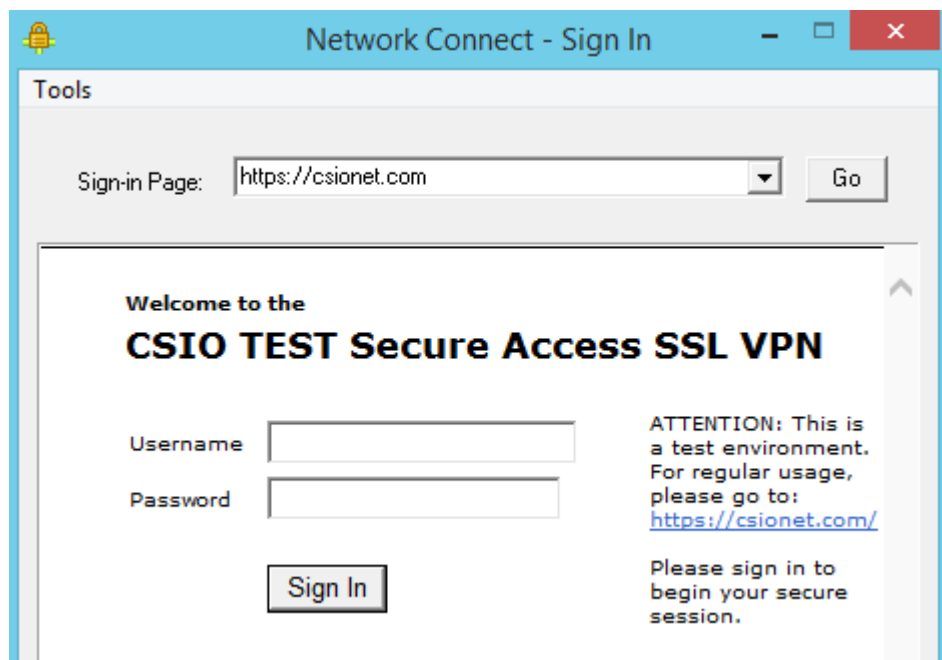 Network Connect - Sign In
Tools
Sign-in Page:
https://csionet.com
Go
Welcome to the
CSIO TEST Secure Access SSL VPN
Username
Password
Sign In
ATTENTION: This is
a test environment.
For regular usage,
please go to:
https://csionet.com/
Please sign in to
begin your secure
session.